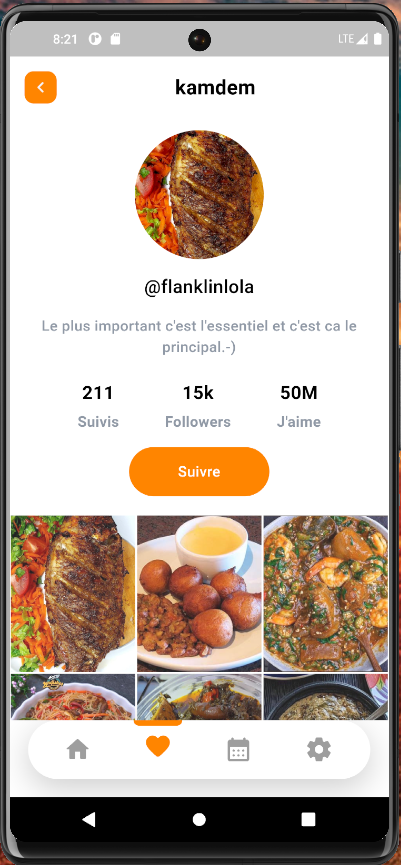 8:21
LTE
kamdem
@flanklinlola
Le plus important c'est l'essentiel et c'est ca le
principal.-)
211 15k 50M
Suivis Followers J'aime
Suivre